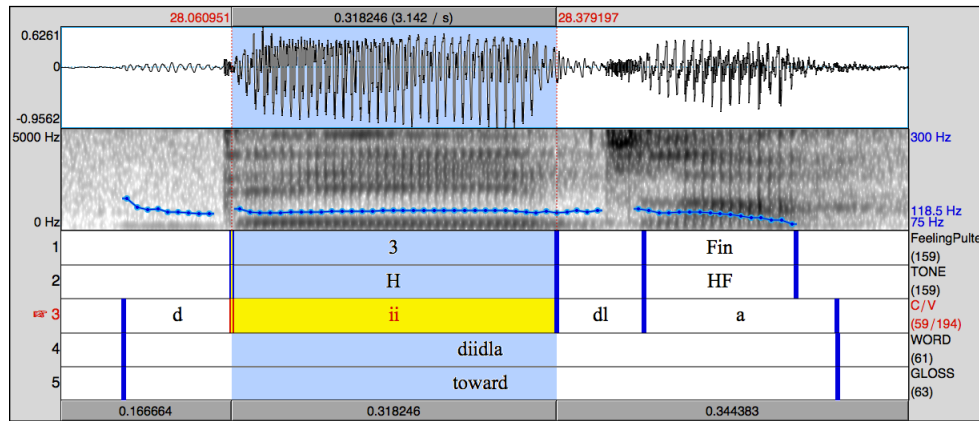 28.060951 0.318246 (3.142 / s) 28.379197
0.6261
0
-0.9562
5000 Hz 300 Hz
118.5 Hz
0 Hz 75 Hz
1 3 Fin FeelingPulte
(159)
2 H HF TONE
(159)
3 d ii dl a C/V
(59/194)
4 diidla WORD
(61)
5 toward GLOSS
(63)
0.166664 0.318246 0.344383